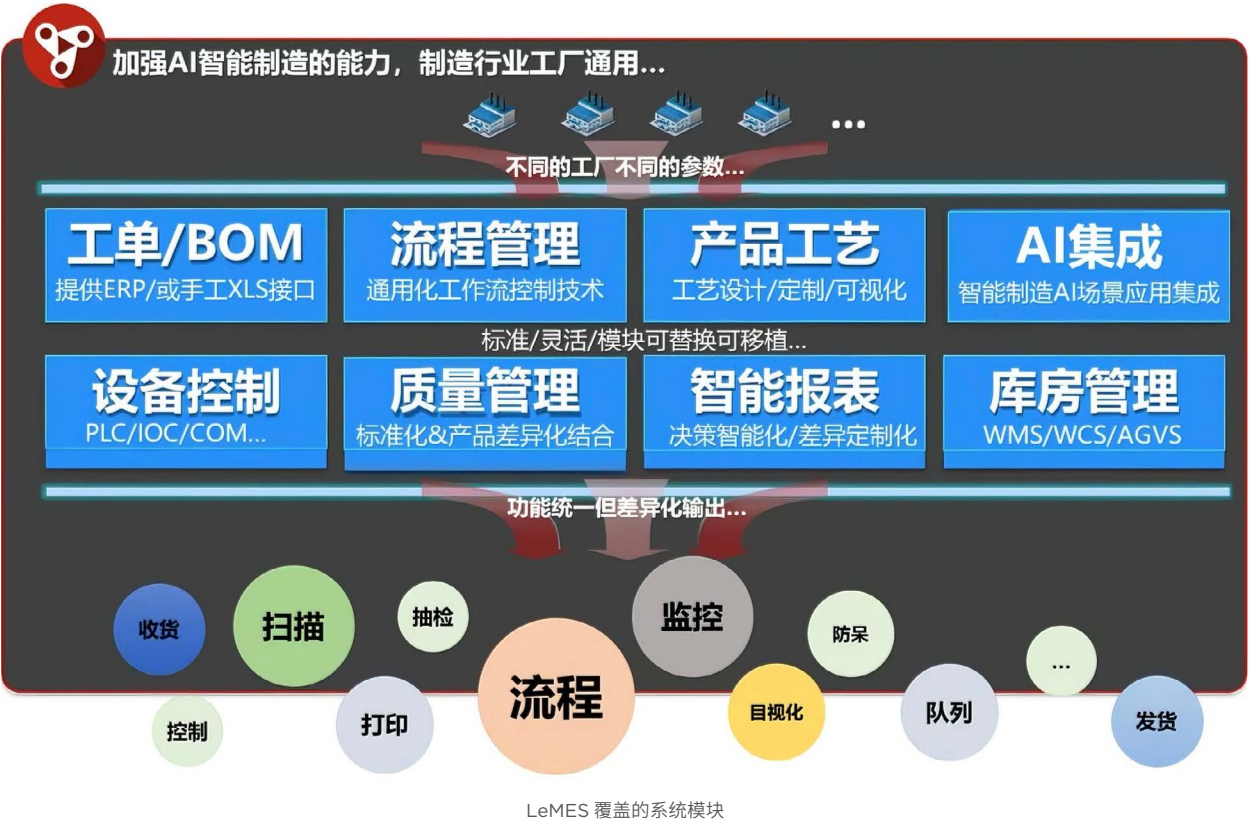 加强AI智能制造的能力，制造行业工厂通用...
...
不同的工厂不同的参数...
工单/BOM
提供ERP/或手工XLS接口
流程管理
通用化工作流控制技术
产品工艺
工艺设计/定制/可视化
AI集成
智能制造AI场景应用集成
标准/灵活/模块可替换可移植...
设备控制
PLC/IOC/COM...
质量管理
标准化&产品差异化结合
智能报表
决策智能化/差异定制化
库房管理
WMS/WCS/AGVS
功能统一但差异化输出...
收货
扫描
抽检
监控
防呆
...
控制
打印
流程
目视化
队列
发货
LeMES 覆盖的系统模块